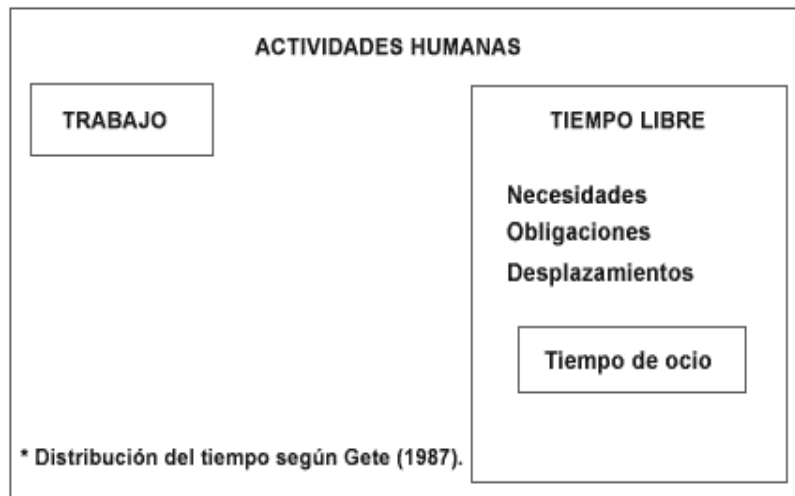 ACTIVIDADES HUMANAS
TRABAJO
TIEMPO LIBRE
Necesidades
Obligaciones
Desplazamientos
Tiempo de ocio
* Distribución del tiempo según Gete (1987).